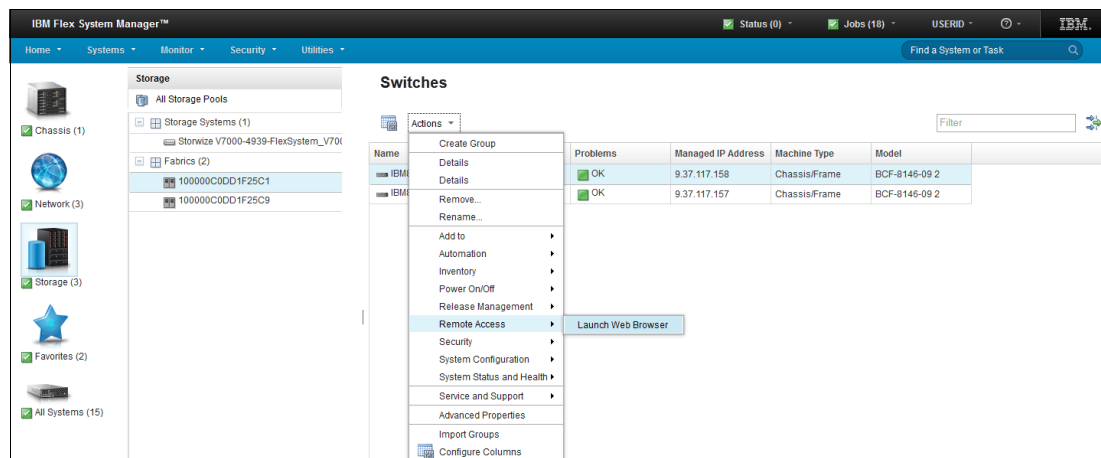 IBM Flex System Manager™
Status (0)
Jobs (18)
USERID
?
IBM.
Home
Systems
Monitor
Security
Utilities
Find a System or Task
Chassis (1)
Network (3)
Storage (3)
Favorites (2)
All Systems (15)
Storage
All Storage Pools
Storage Systems (1)
Storwize V7000-4939-FlexSystem_V700
Fabrics (2)
100000C0DD1F25C1
100000C0DD1F25C9
Switches
Actions
Filter
Name Problems Managed IP Address Machine Type Model
OK 9.37.117.158 Chassis/Frame BCF-8146-09 2
OK 9.37.117.157 Chassis/Frame BCF-8146-09 2
Create Group
Details
Details
Remove...
Rename...
Add to
Automation
Inventory
Power On/Off
Release Management
Remote Access
Launch Web Browser
Security
System Configuration
System Status and Health
Service and Support
Advanced Properties
Import Groups
Configure Columns